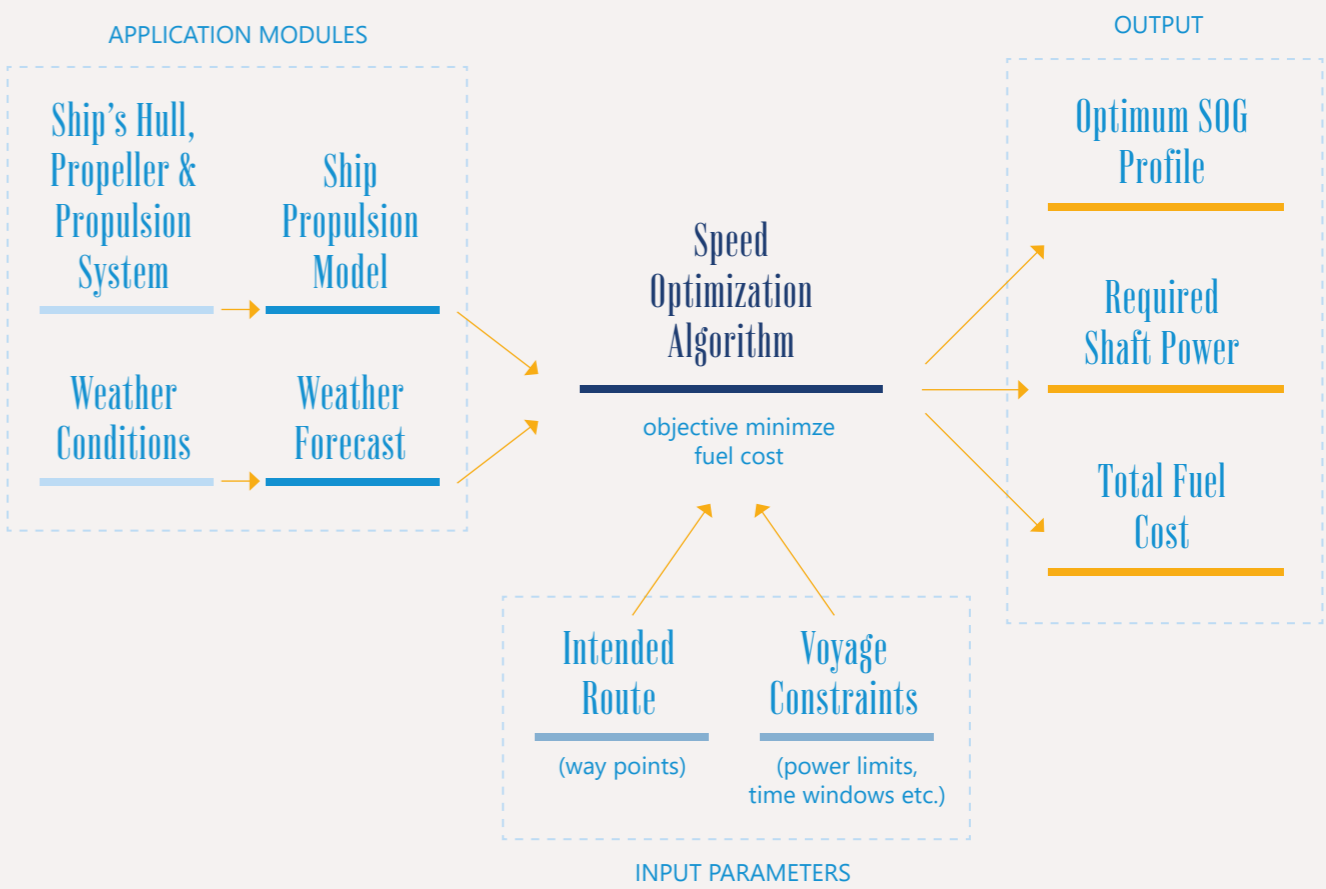 APPLICATION MODULES
Ship's Hull,
Propeller &
Propulsion
System
Ship
Propulsion
Model
Weather
Conditions
Weather
Forecast
Speed
Optimization
Algorithm
objective minimze
fuel cost
Intended
Route
(way points)
Voyage
Constraints
(power limits,
time windows etc.)
INPUT PARAMETERS
OUTPUT
Optimum SOG
Profile
Required
Shaft Power
Total Fuel
Cost